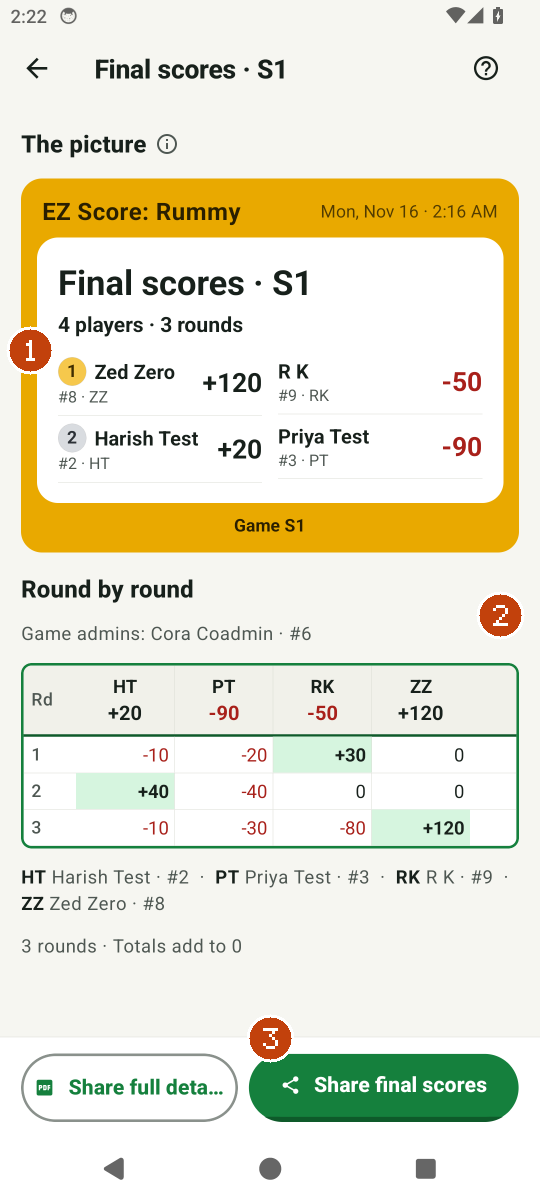 2:22
Final scores · S1
The picture
EZ Score: Rummy
Mon, Nov 16 · 2:16 AM
Final scores · S1
4 players · 3 rounds
1
1 Zed Zero +120
#8 · ZZ
2 Harish Test +20
#2 · HT
R K -50
#9 · RK
Priya Test -90
#3 · PT
Game S1
Round by round
2
Game admins: Cora Coadmin · #6
Rd HT PT RK ZZ
+20 -90 -50 +120
1 -10 -20 +30 0
2 +40 -40 0 0
3 -10 -30 -80 +120
HT Harish Test · #2 · PT Priya Test · #3 · RK R K · #9 ·
ZZ Zed Zero · #8
3 rounds · Totals add to 0
3
PDF Share full deta...
Share final scores